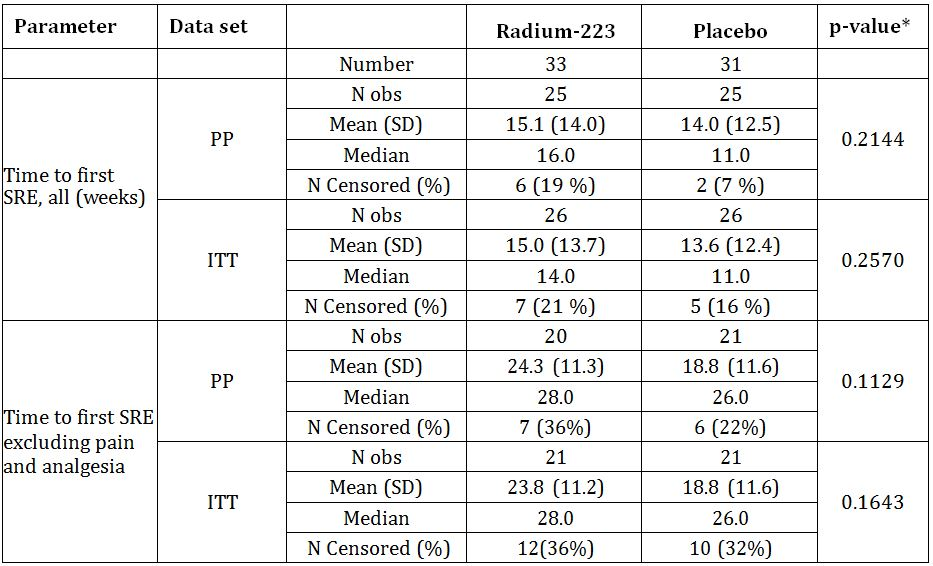 Parameter Data set Radium-223 Placebo p-value*
Number 33 31
Time to first SRE, all (weeks) PP N obs 25 25 0.2144
Mean (SD) 15.1 (14.0) 14.0 (12.5)
Median 16.0 11.0
N Censored (%) 6 (19 %) 2 (7 %)
ITT N obs 26 26 0.2570
Mean (SD) 15.0 (13.7) 13.6 (12.4)
Median 14.0 11.0
N Censored (%) 7 (21 %) 5 (16 %)
Time to first SRE excluding pain and analgesia PP N obs 20 21 0.1129
Mean (SD) 24.3 (11.3) 18.8 (11.6)
Median 28.0 26.0
N Censored (%) 7 (36%) 6 (22%)
ITT N obs 21 21 0.1643
Mean (SD) 23.8 (11.2) 18.8 (11.6)
Median 28.0 26.0
N Censored (%) 12(36%) 10 (32%)